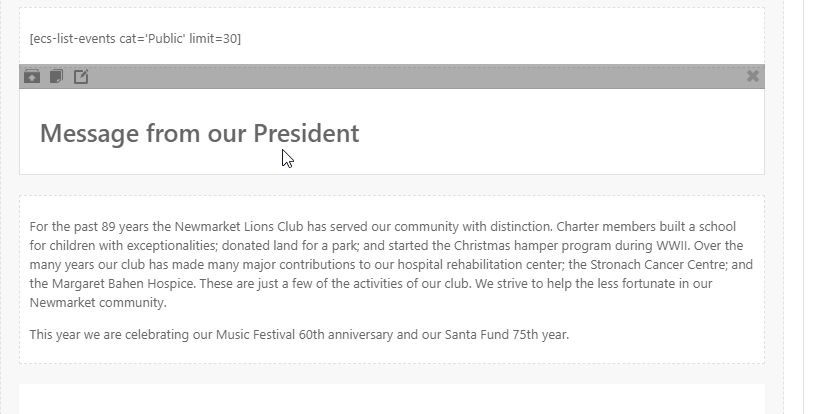 [ecs-list-events cat='Public' limit=30]
Message from our President
For the past 89 years the Newmarket Lions Club has served our community with distinction. Charter members built a school
for children with exceptionalities; donated land for a park; and started the Christmas hamper program during WWII. Over the
many years our club has made many major contributions to our hospital rehabilitation center; the Stronach Cancer Centre; and
the Margaret Bahen Hospice. These are just a few of the activities of our club. We strive to help the less fortunate in our
Newmarket community.
This year we are celebrating our Music Festival 60th anniversary and our Santa Fund 75th year.